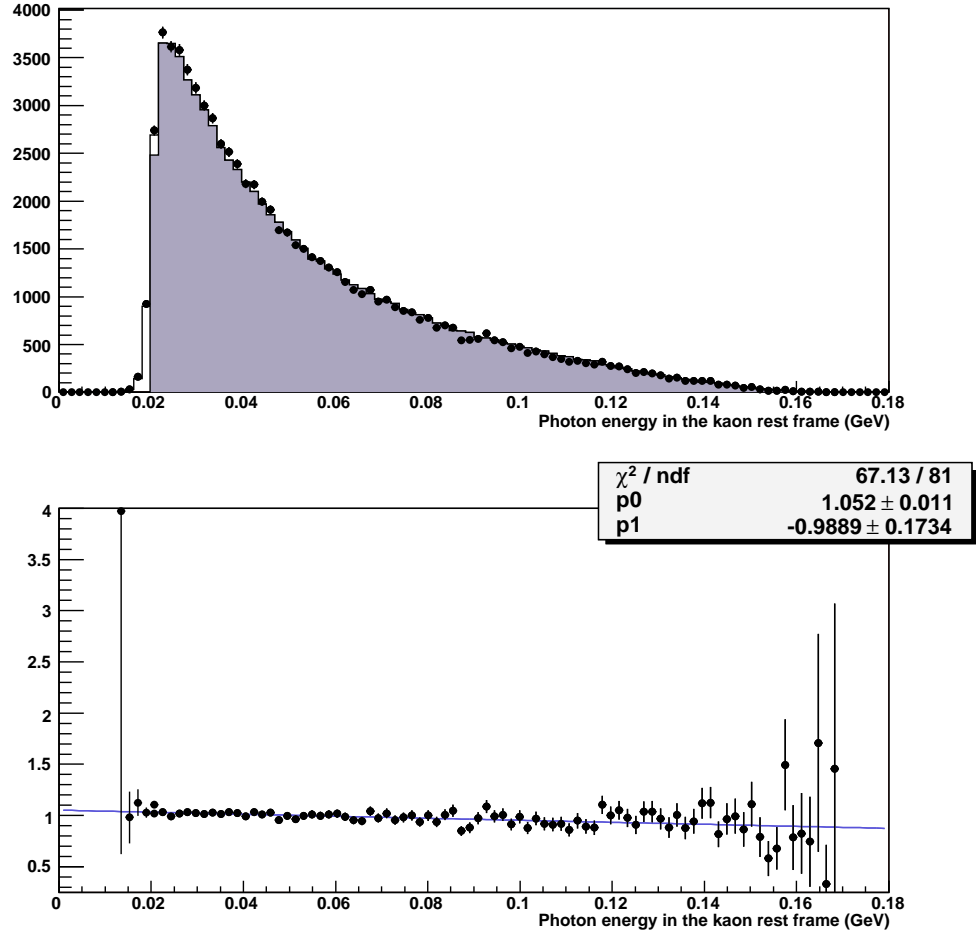 4000
3500
3000
2500
2000
1500
1000
500
0
0 0.02 0.04 0.06 0.08 0.1 0.12 0.14 0.16 0.18
Photon energy in the kaon rest frame (GeV)
χ² / ndf 67.13 / 81
p0 1.052 ± 0.011
p1 -0.9889 ± 0.1734
4
3.5
3
2.5
2
1.5
1
0.5
0 0.02 0.04 0.06 0.08 0.1 0.12 0.14 0.16 0.18
Photon energy in the kaon rest frame (GeV)